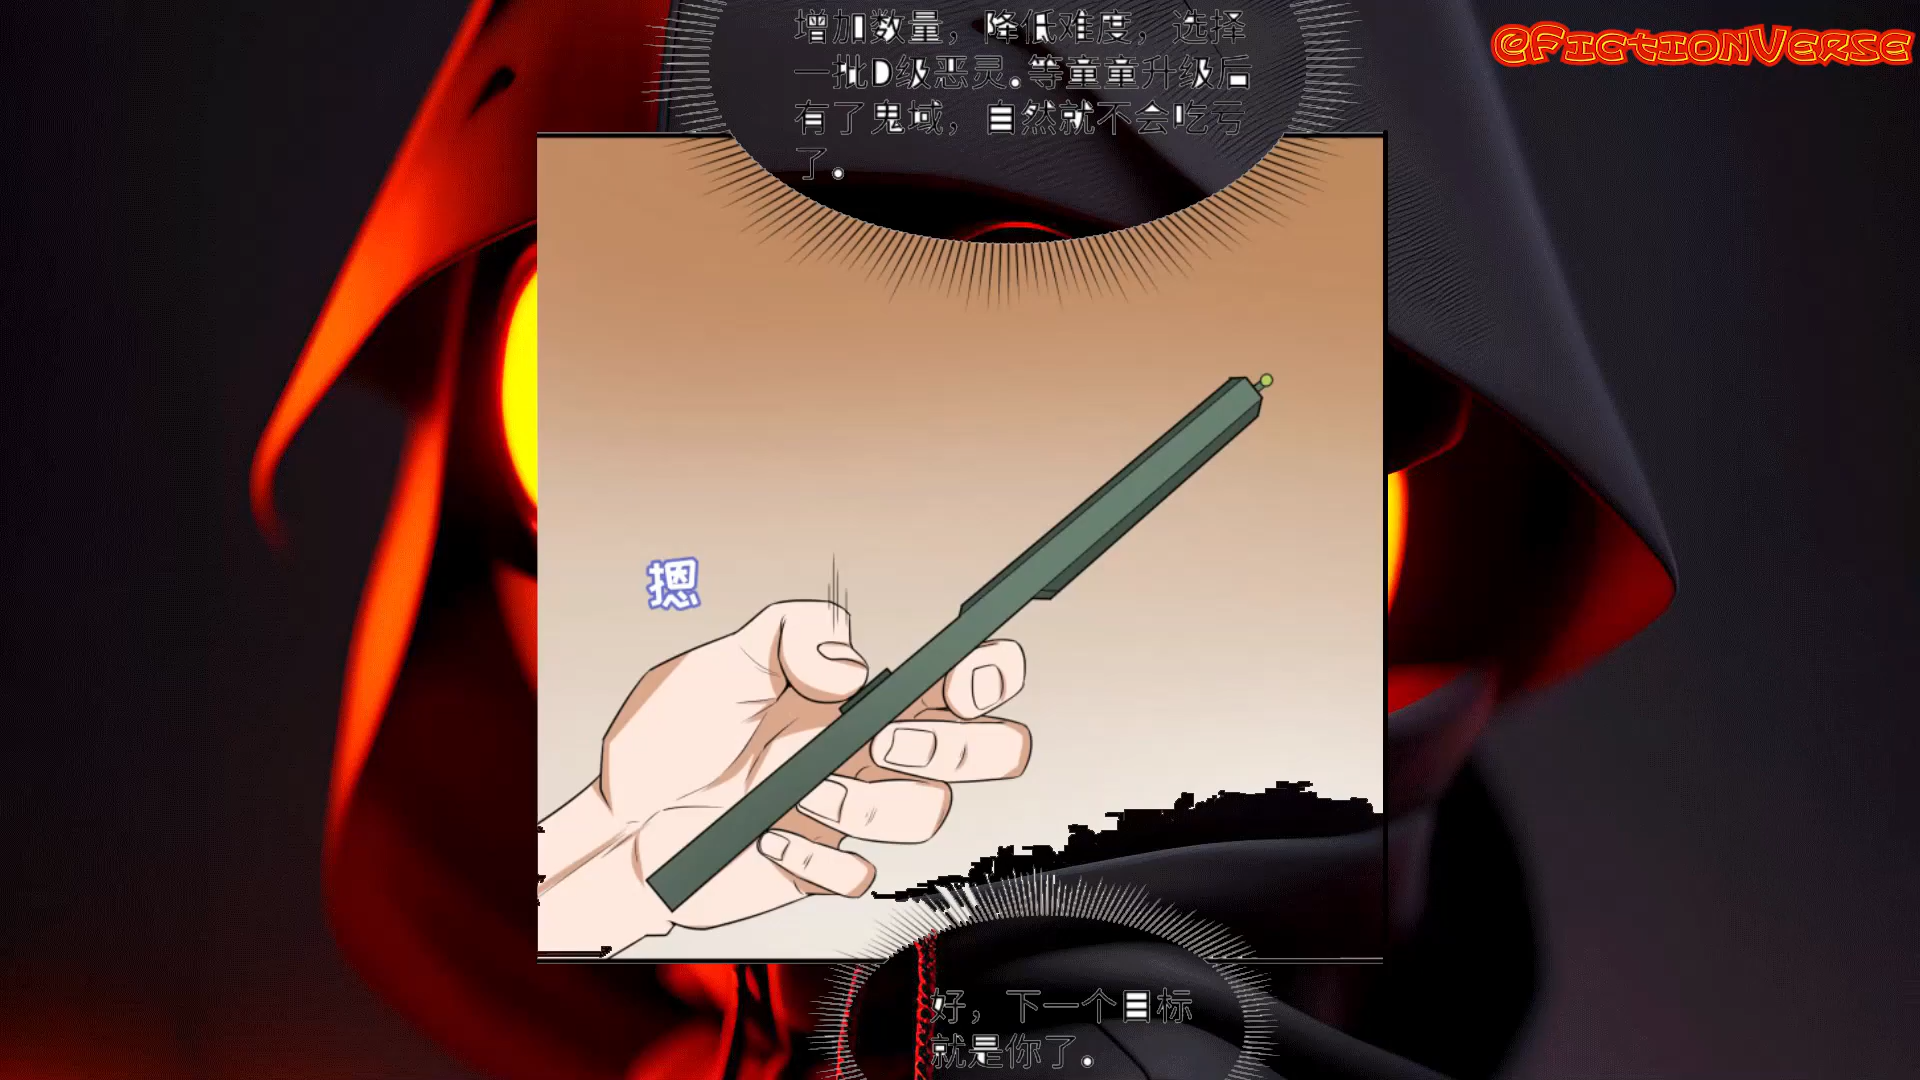 增加数量，降低难度，选择
@FictionVerse
一批D级恶灵.等童童升级后
有了鬼域，自然就不会吃亏
了。
摁
好，下一个目标
就是你了。